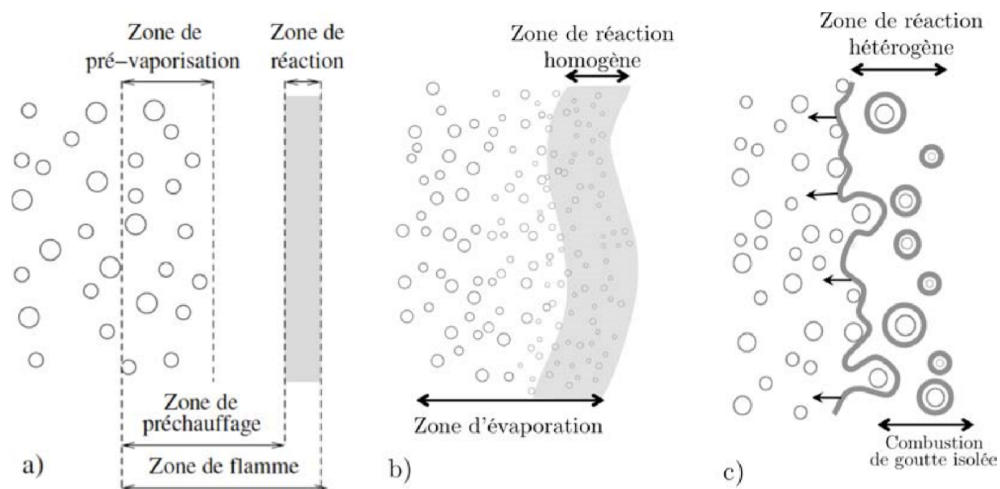 Zone de
pré-vaporisation
Zone de
réaction
Zone de
préchauffage
Zone de flamme
a)
Zone de réaction
homogène
Zone d'évaporation
b)
Zone de réaction
hétérogène
Combustion
de goutte isolée
c)